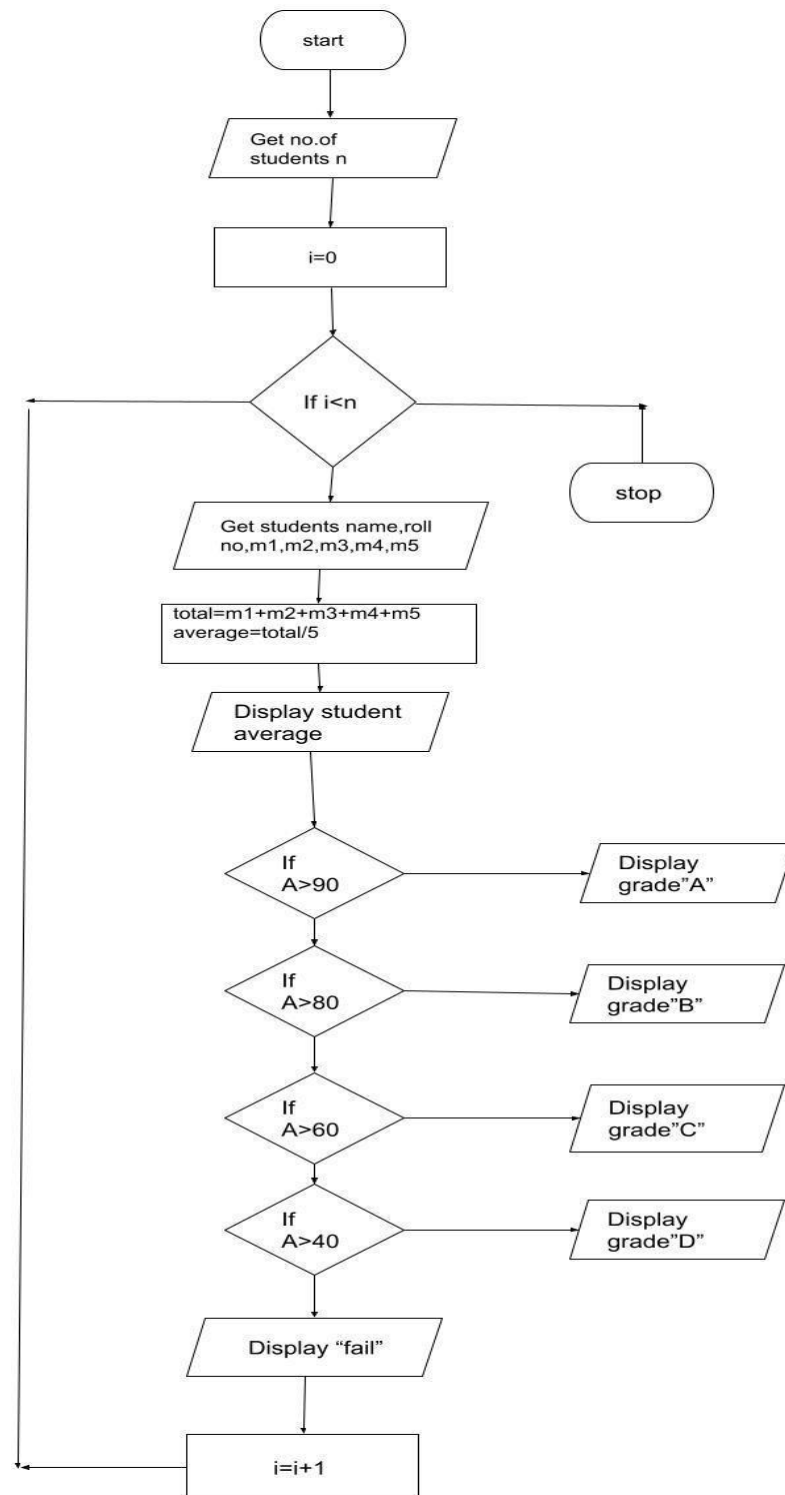 start
Get no.of
students n
i=0
If i<n
stop
Get students name,roll
no,m1,m2,m3,m4,m5
total=m1+m2+m3+m4+m5
average=total/5
Display student
average
If
A>90
Display
grade”A”
If
A>80
Display
grade”B”
If
A>60
Display
grade”C”
If
A>40
Display
grade”D”
Display “fail”
i=i+1